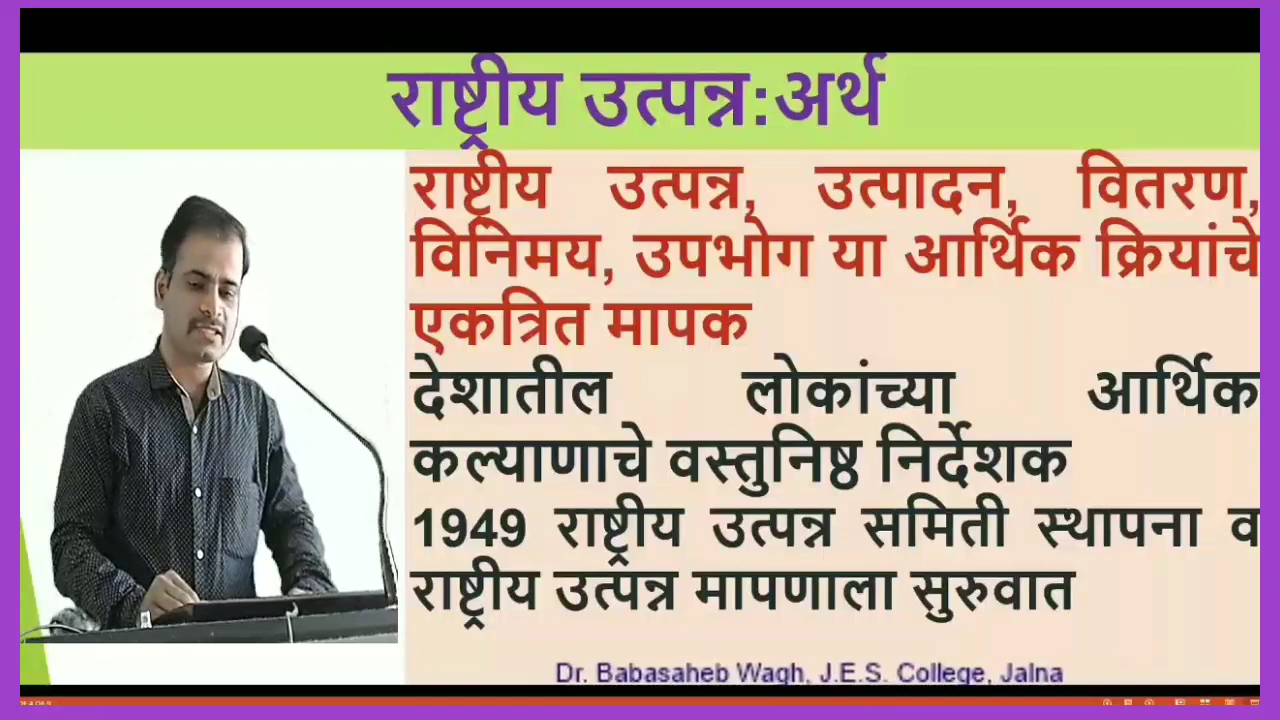 राष्ट्रीय उत्पन्न:अर्थ
राष्ट्रीय उत्पन्न, उत्पादन, वितरण,
विनिमय, उपभोग या आर्थिक क्रियांचे
एकत्रित मापक
देशातील लोकांच्या आर्थिक
कल्याणाचे वस्तुनिष्ठ निर्देशक
1949 राष्ट्रीय उत्पन्न समिती स्थापना व
राष्ट्रीय उत्पन्न मापणाला सुरुवात
Dr. Babasaheb Wagh, J.E.S. College, Jalna